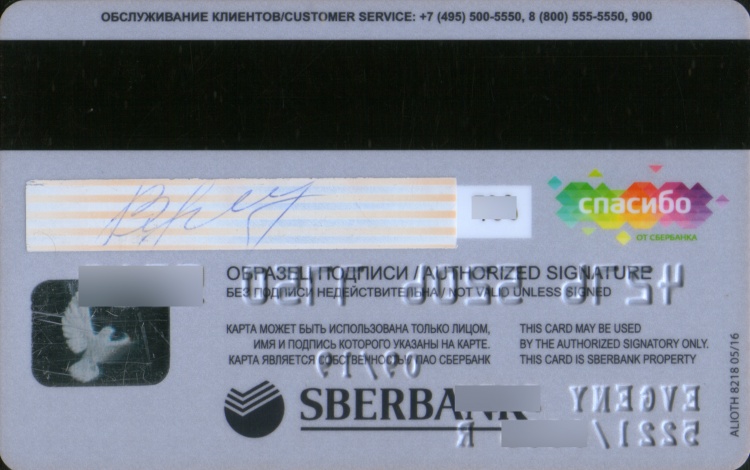 ОБСЛУЖИВАНИЕ КЛИЕНТОВ/CUSTOMER SERVICE: +7 (495) 500-5550, 8 (800) 555-5550, 900
спасибо
ОТ СБЕРБАНКА
ОБРАЗЕЦ ПОДПИСИ / AUTHORIZED SIGNATURE
БЕЗ ПОДПИСИ НЕДЕЙСТВИТЕЛЬНА / NOT VALID UNLESS SIGNED
КАРТА МОЖЕТ БЫТЬ ИСПОЛЬЗОВАНА ТОЛЬКО ЛИЦОМ,
ИМЯ И ПОДПИСЬ КОТОРОГО УКАЗАНЫ НА КАРТЕ.
КАРТА ЯВЛЯЕТСЯ СОБСТВЕННОСТЬЮ ПАО СБЕРБАНК
THIS CARD MAY BE USED
BY THE AUTHORIZED SIGNATORY ONLY.
THIS CARD IS SBERBANK PROPERTY
09/19
SBERBANK
EVGENY
ALIOTH 8218 05/16